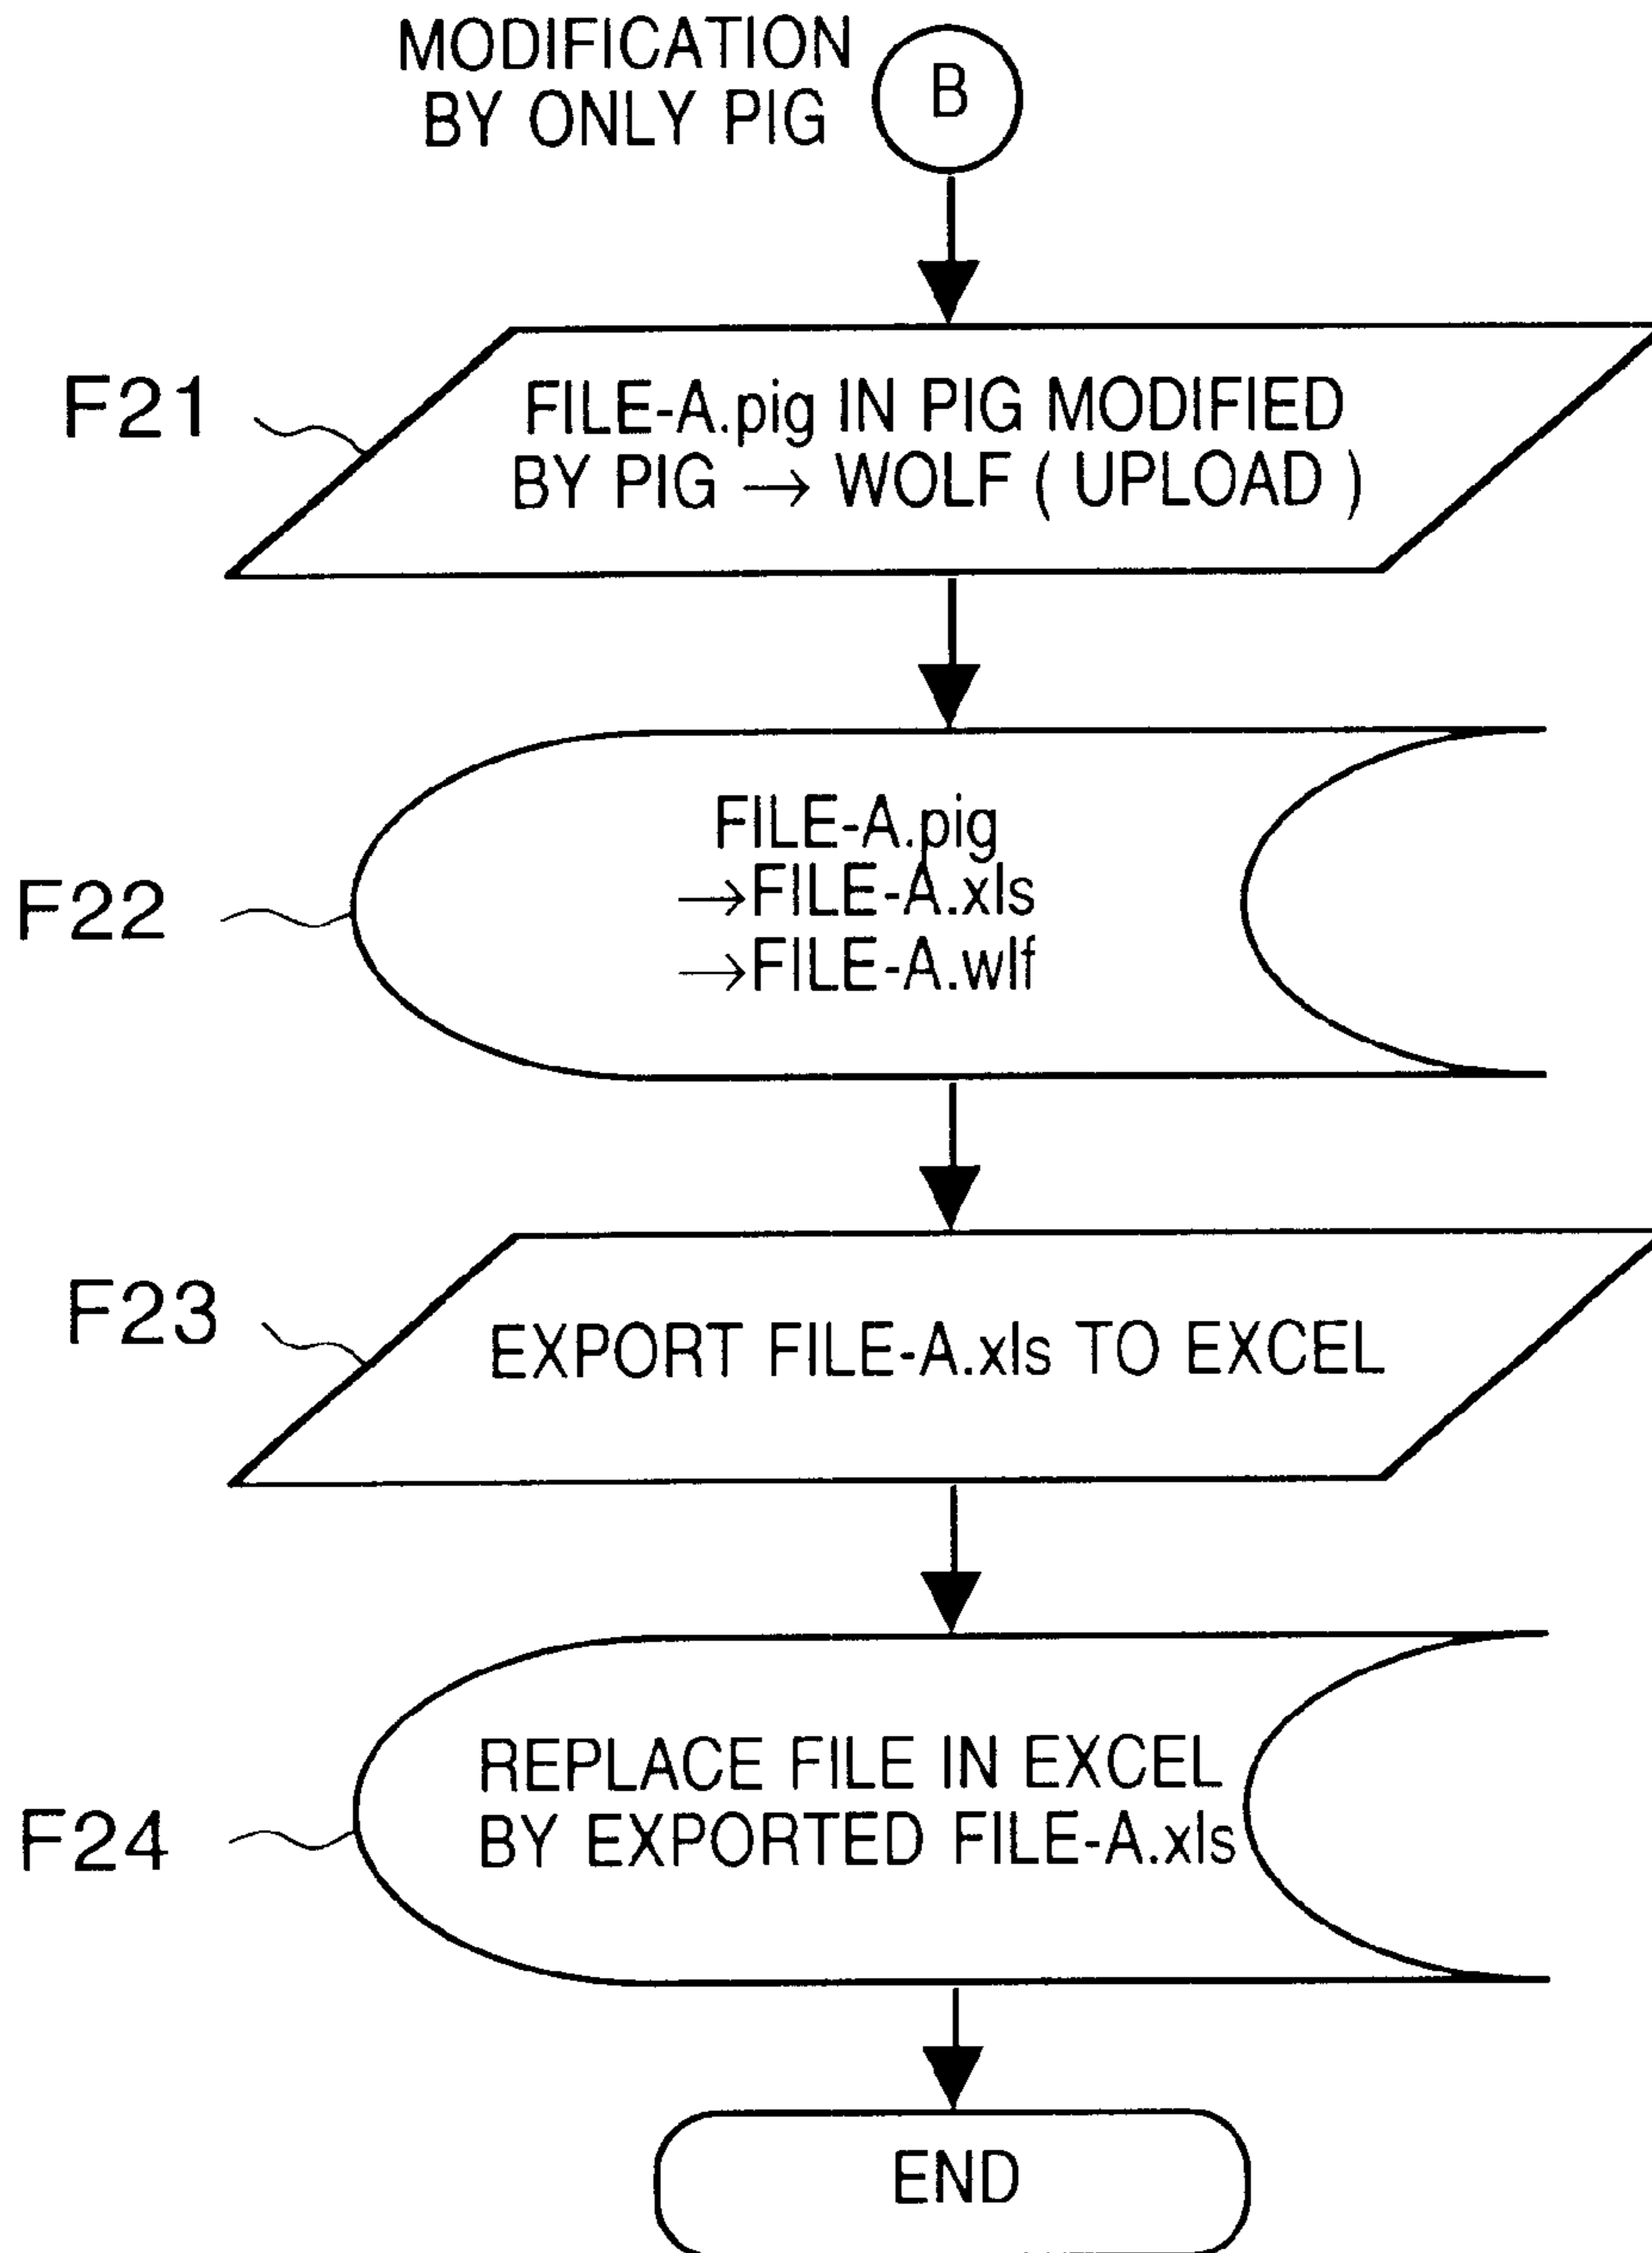 MODIFICATION
BY ONLY PIG
B
F21
FILE-A.pig IN PIG MODIFIED
BY PIG → WOLF ( UPLOAD )
F22
FILE-A.pig
→FILE-A.xls
→FILE-A.wlf
F23
EXPORT FILE-A.xls TO EXCEL
F24
REPLACE FILE IN EXCEL
BY EXPORTED FILE-A.xls
END